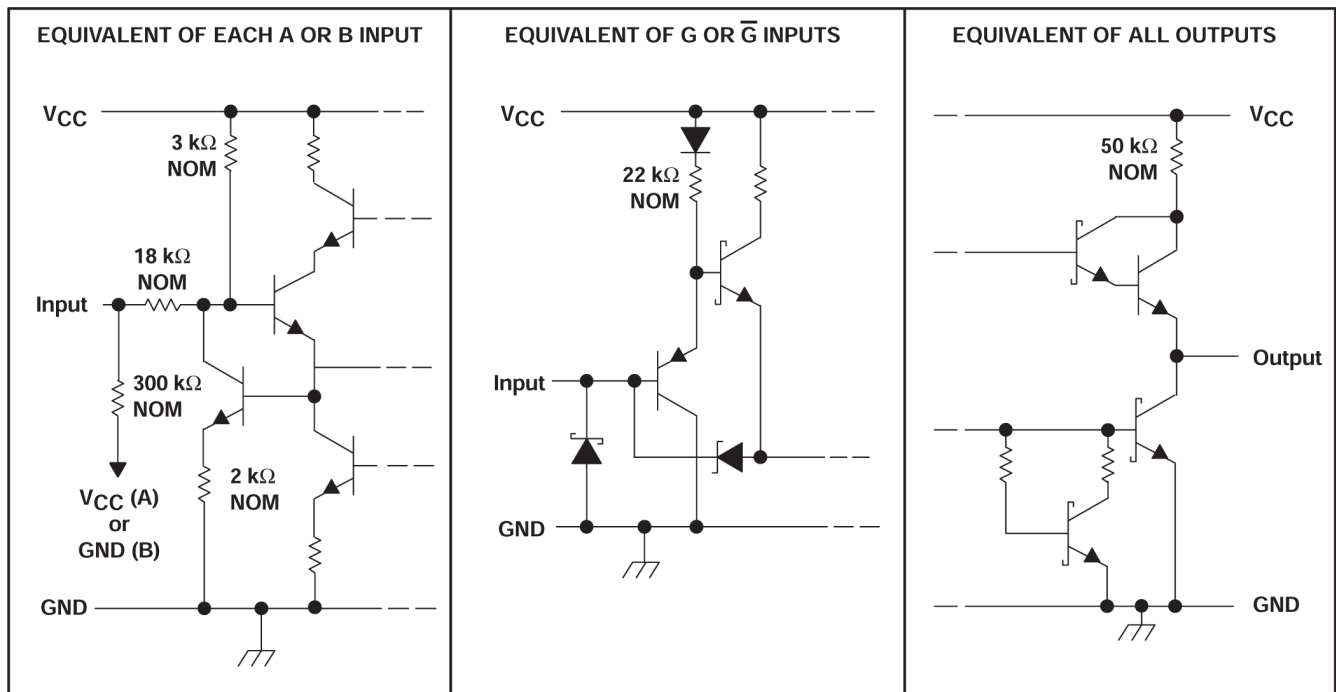 EQUIVALENT OF EACH A OR B INPUT
VCC
3 kΩ
NOM
18 kΩ
NOM
Input
300 kΩ
NOM
VCC (A)
or
GND (B)
2 kΩ
NOM
GND
EQUIVALENT OF G OR G̅ INPUTS
VCC
22 kΩ
NOM
Input
GND
EQUIVALENT OF ALL OUTPUTS
VCC
50 kΩ
NOM
Output
GND